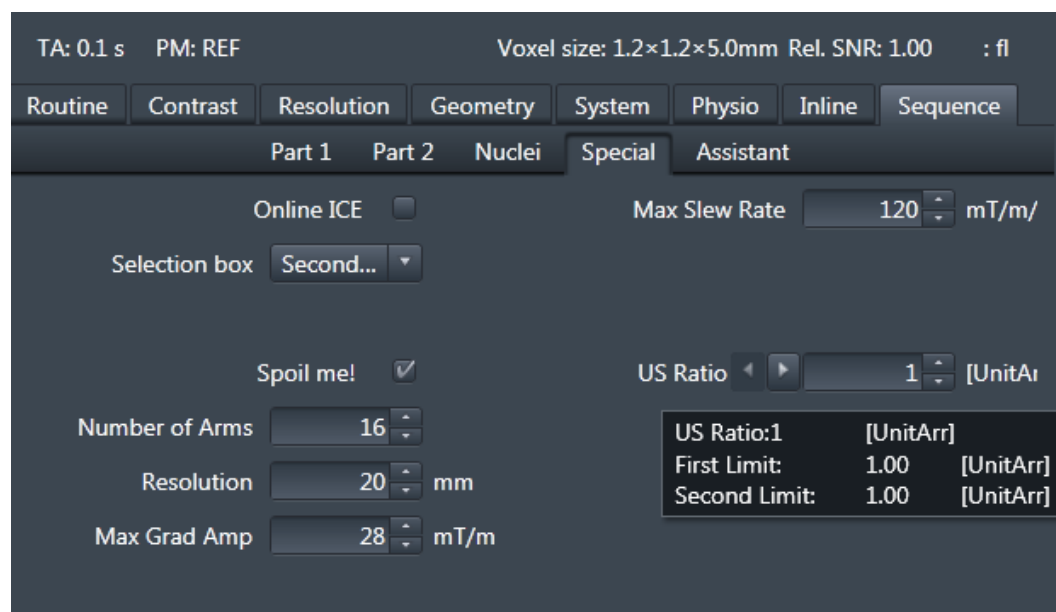 TA: 0.1 s PM: REF Voxel size: 1.2×1.2×5.0mm Rel. SNR: 1.00 : fl
Routine Contrast Resolution Geometry System Physio Inline Sequence
Part 1 Part 2 Nuclei Special Assistant
Online ICE Max Slew Rate 120 mT/m/
Selection box Second...
Spoil me! US Ratio 1 [UnitAr
Number of Arms 16
US Ratio:1 [UnitArr]
First Limit: 1.00 [UnitArr]
Second Limit: 1.00 [UnitArr]
Resolution 20 mm
Max Grad Amp 28 mT/m